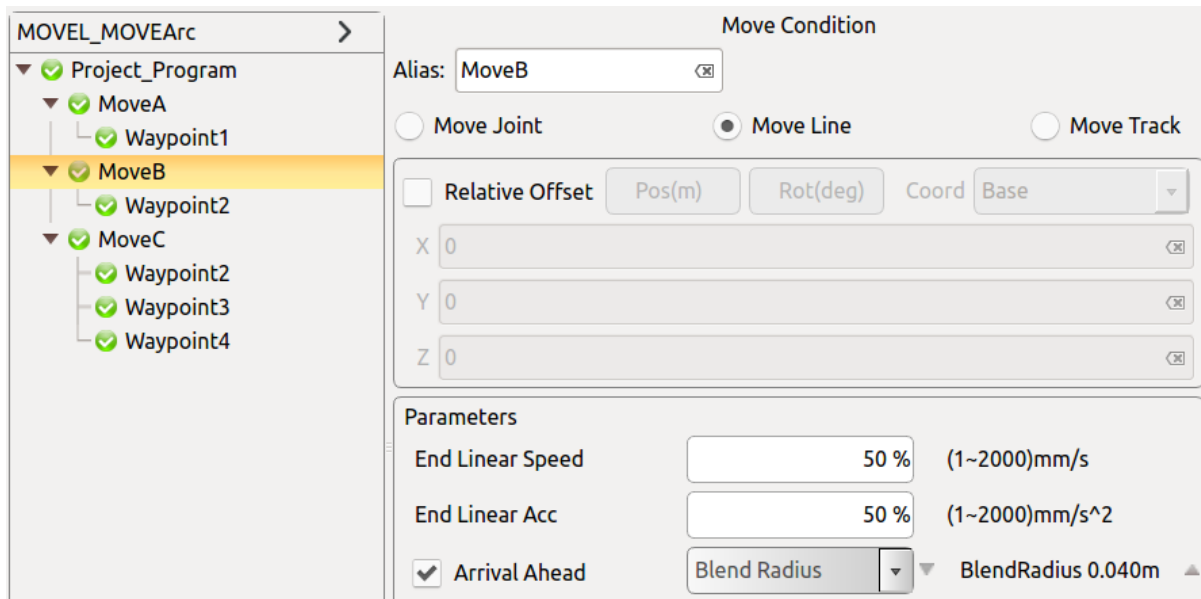 MOVEL_MOVEArc
Project_Program
MoveA
Waypoint1
MoveB
Waypoint2
MoveC
Waypoint2
Waypoint3
Waypoint4
Move Condition
Alias: MoveB
Move Joint Move Line Move Track
Relative Offset Pos(m) Rot(deg) Coord Base
X 0
Y 0
Z 0
Parameters
End Linear Speed 50 % (1~2000)mm/s
End Linear Acc 50 % (1~2000)mm/s^2
Arrival Ahead Blend Radius BlendRadius 0.040m